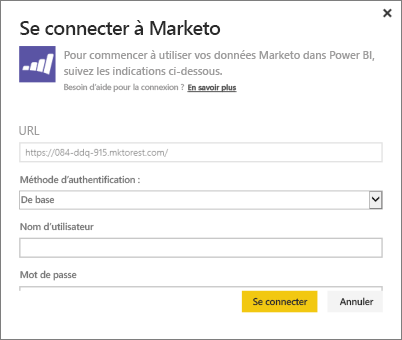 Se connecter à Marketo
Pour commencer à utiliser vos données Marketo dans Power BI,
suivez les indications ci-dessous.
Besoin d'aide pour la connexion ? En savoir plus
URL
https://084-ddq-915.mktorest.com/
Méthode d'authentification :
De base
Nom d'utilisateur
Mot de passe
Se connecter Annuler